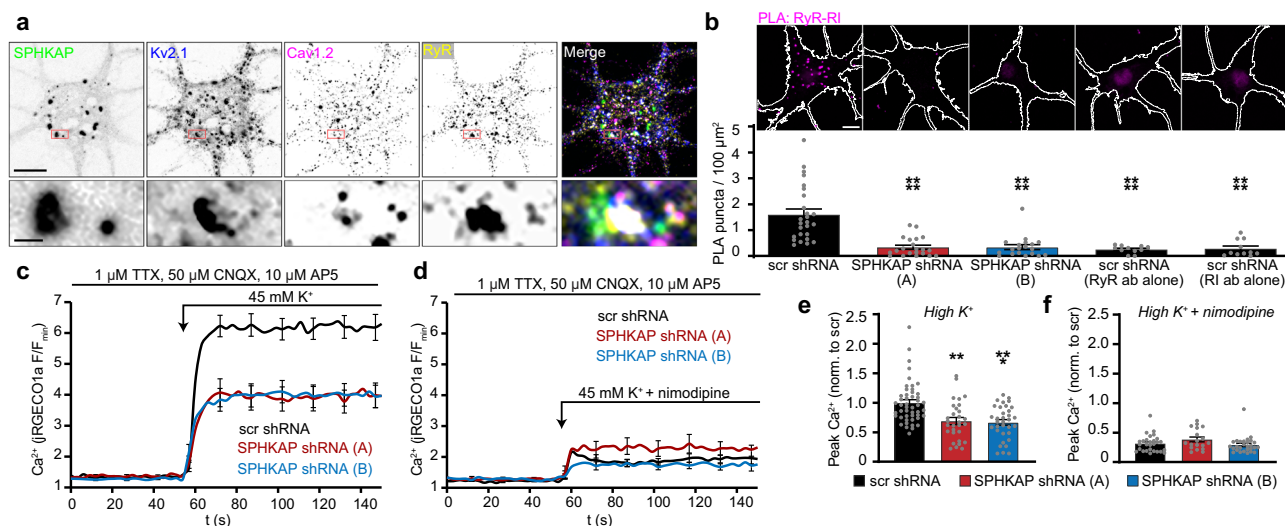 a
SPHKAP
Kv2.1
Cav1.2
RyR
Merge
b
PLA: RyR-RI
PLA puncta / 100 µm²
5
4
3
2
1
0
** **
** **
** **
** **
scr shRNA
SPHKAP shRNA (A)
SPHKAP shRNA (B)
scr shRNA (RyR ab alone)
scr shRNA (RI ab alone)
c
1 µM TTX, 50 µM CNQX, 10 µM AP5
45 mM K⁺
Ca²⁺ (jRGECO1a F/Fmin)
7
6
5
4
3
2
1
scr shRNA
SPHKAP shRNA (A)
SPHKAP shRNA (B)
0 20 40 60 80 100 120 140
t (s)
d
1 µM TTX, 50 µM CNQX, 10 µM AP5
scr shRNA
SPHKAP shRNA (A)
SPHKAP shRNA (B)
45 mM K⁺ + nimodipine
Ca²⁺ (jRGECO1a F/Fmin)
7
6
5
4
3
2
1
0 20 40 60 80 100 120 140
t (s)
e
High K⁺
Peak Ca²⁺ (norm. to scr)
2.5
2.0
1.5
1.0
0.5
0
**
** *
f
High K⁺ + nimodipine
Peak Ca²⁺ (norm. to scr)
2.5
2.0
1.5
1.0
0.5
0
scr shRNA
SPHKAP shRNA (A)
SPHKAP shRNA (B)